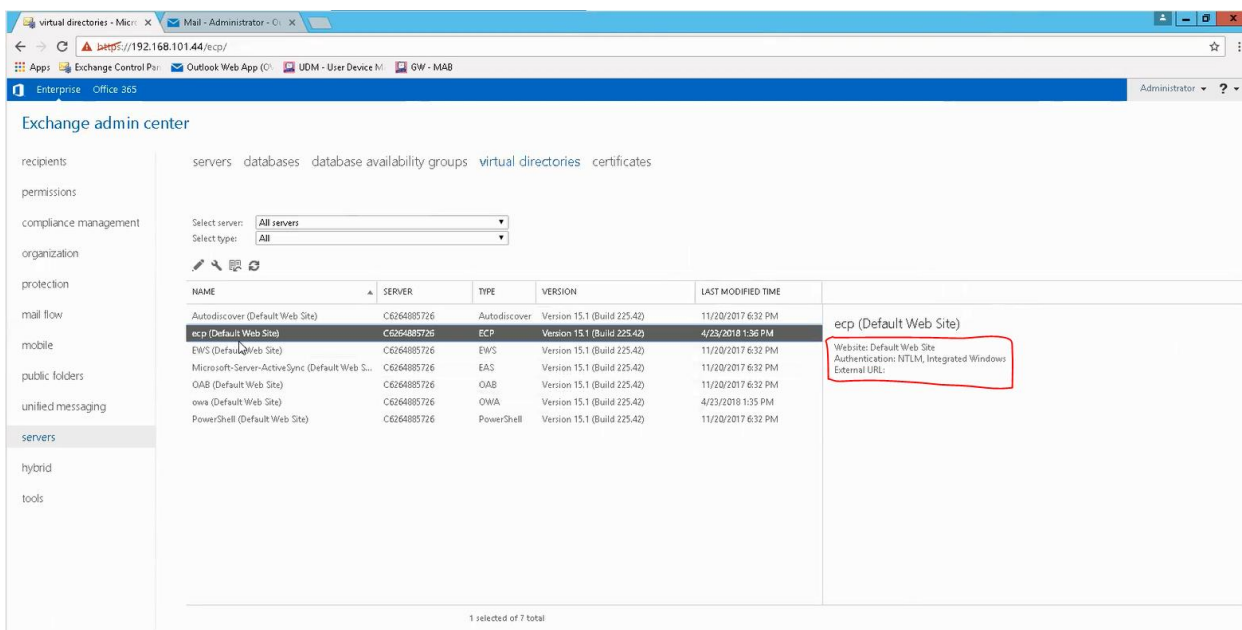 virtual directories - Micro
Mail - Administrator - Ou
https://192.168.101.44/ecp/
Apps Exchange Control Pan Outlook Web App (OW UDM - User Device M GW - MAB
Enterprise Office 365 Administrator ?
Exchange admin center
recipients
permissions
compliance management
organization
protection
mail flow
mobile
public folders
unified messaging
servers
hybrid
tools
servers databases database availability groups virtual directories certificates
Select server: All servers
Select type: All
NAME SERVER TYPE VERSION LAST MODIFIED TIME
Autodiscover (Default Web Site) C6264885726 Autodiscover Version 15.1 (Build 225.42) 11/20/2017 6:32 PM
ecp (Default Web Site) C6264885726 ECP Version 15.1 (Build 225.42) 4/23/2018 1:36 PM
EWS (Default Web Site) C6264885726 EWS Version 15.1 (Build 225.42) 11/20/2017 6:32 PM
Microsoft-Server-ActiveSync (Default Web S... C6264885726 EAS Version 15.1 (Build 225.42) 11/20/2017 6:32 PM
OAB (Default Web Site) C6264885726 OAB Version 15.1 (Build 225.42) 11/20/2017 6:32 PM
owa (Default Web Site) C6264885726 OWA Version 15.1 (Build 225.42) 4/23/2018 1:35 PM
PowerShell (Default Web Site) C6264885726 PowerShell Version 15.1 (Build 225.42) 11/20/2017 6:32 PM
ecp (Default Web Site)
Website: Default Web Site
Authentication: NTLM, Integrated Windows
External URL:
1 selected of 7 total